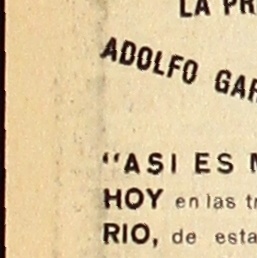 LA PR
ADOLFO GAR
"ASI ES M
HOY en las tr
RIO, de esta